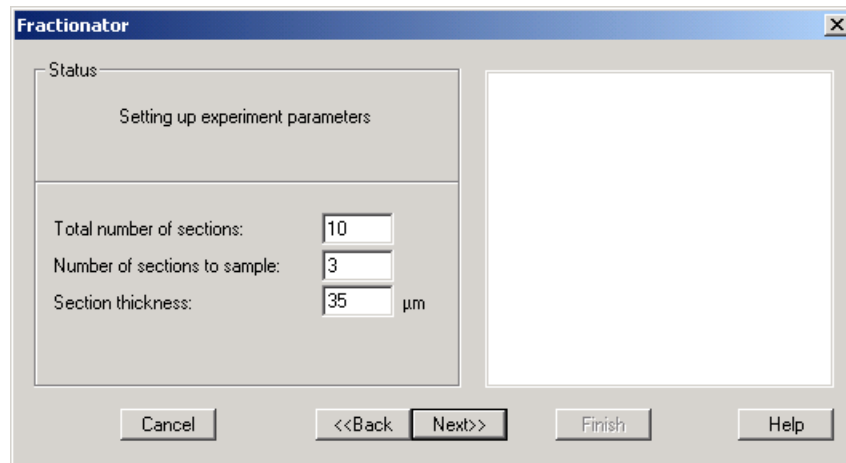 Fractionator
Status
Setting up experiment parameters
Total number of sections: 10
Number of sections to sample: 3
Section thickness: 35 µm
Cancel <<Back Next>> Finish Help